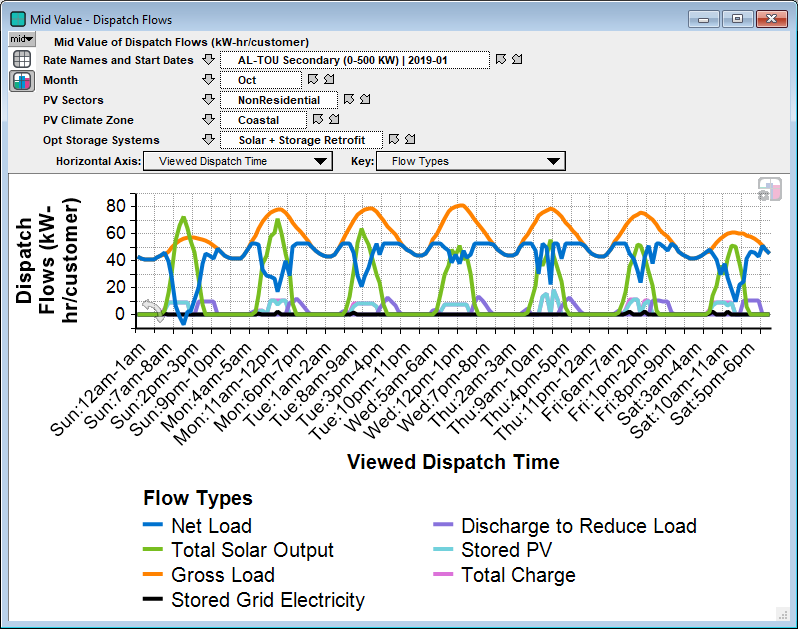 Mid Value - Dispatch Flows
mid
Mid Value of Dispatch Flows (kW-hr/customer)
Rate Names and Start Dates AL-TOU Secondary (0-500 KW) | 2019-01
Month Oct
PV Sectors NonResidential
PV Climate Zone Coastal
Opt Storage Systems Solar + Storage Retrofit
Horizontal Axis: Viewed Dispatch Time Key: Flow Types
Dispatch
Flows (kW-
hr/customer)
80
60
40
20
0
Sun:12am-1am
Sun:7am-8am
Sun:2pm-3pm
Sun:9pm-10pm
Mon:4am-5am
Mon:11am-12pm
Mon:6pm-7pm
Tue:1am-2am
Tue:8am-9am
Tue:3pm-4pm
Tue:10pm-11pm
Wed:5am-6am
Wed:12pm-1pm
Wed:7pm-8pm
Thu:2am-3am
Thu:9am-10am
Thu:4pm-5pm
Thu:11pm-12am
Fri:6am-7am
Fri:1pm-2pm
Fri:8pm-9pm
Sat:3am-4am
Sat:10am-11am
Sat:5pm-6pm
Viewed Dispatch Time
Flow Types
Net Load
Total Solar Output
Gross Load
Stored Grid Electricity
Discharge to Reduce Load
Stored PV
Total Charge